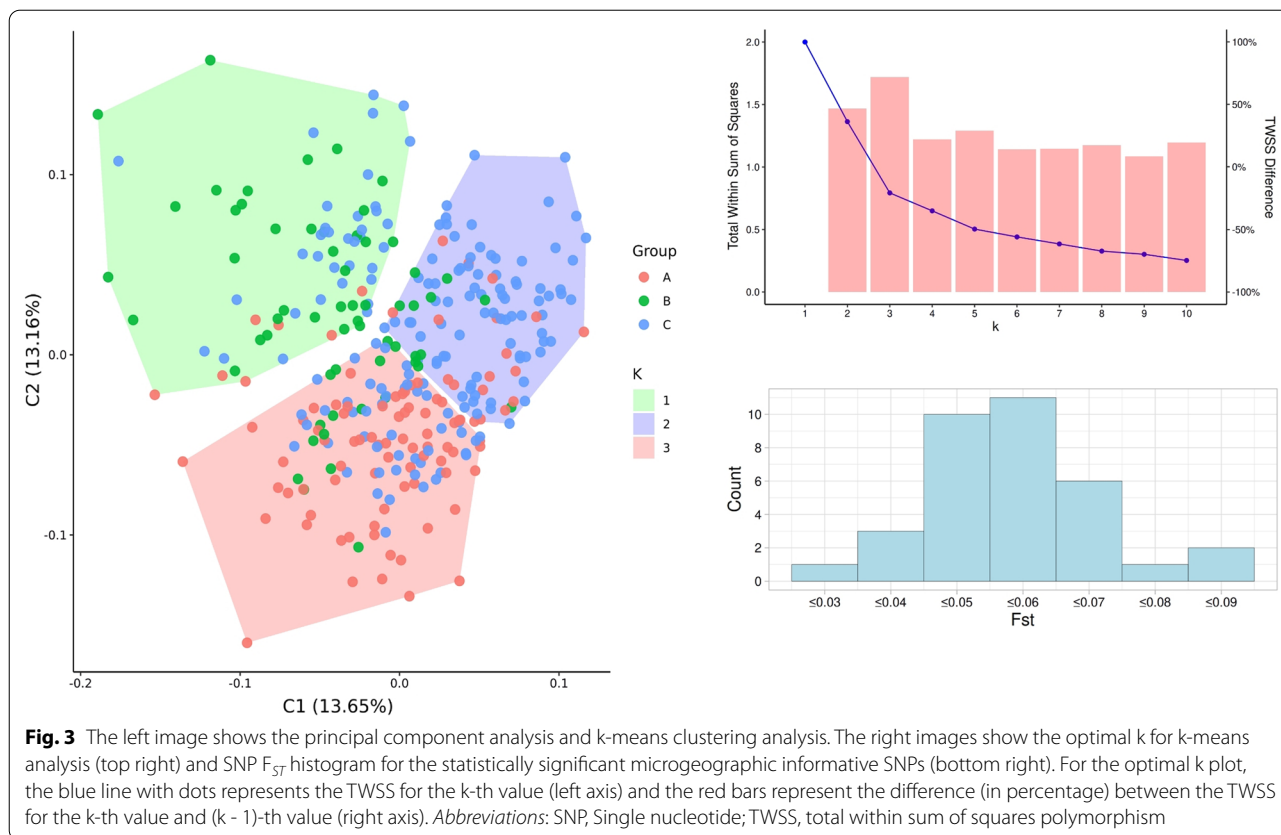 0.1
0.0
-0.1
C2 (13.16%)
-0.2 -0.1 0.0 0.1
C1 (13.65%)
Group
A
B
C
K
1
2
3
2.0
1.5
1.0
0.5
0.0
Total Within Sum of Squares
100%
50%
0%
-50%
-100%
TWSS Difference
1 2 3 4 5 6 7 8 9 10
k
10
8
6
4
2
0
Count
≤0.03 ≤0.04 ≤0.05 ≤0.06 ≤0.07 ≤0.08 ≤0.09
Fst
Fig. 3 The left image shows the principal component analysis and k-means clustering analysis. The right images show the optimal k for k-means
analysis (top right) and SNP F_ST histogram for the statistically significant microgeographic informative SNPs (bottom right). For the optimal k plot,
the blue line with dots represents the TWSS for the k-th value (left axis) and the red bars represent the difference (in percentage) between the TWSS
for the k-th value and (k - 1)-th value (right axis). Abbreviations: SNP, Single nucleotide; TWSS, total within sum of squares polymorphism